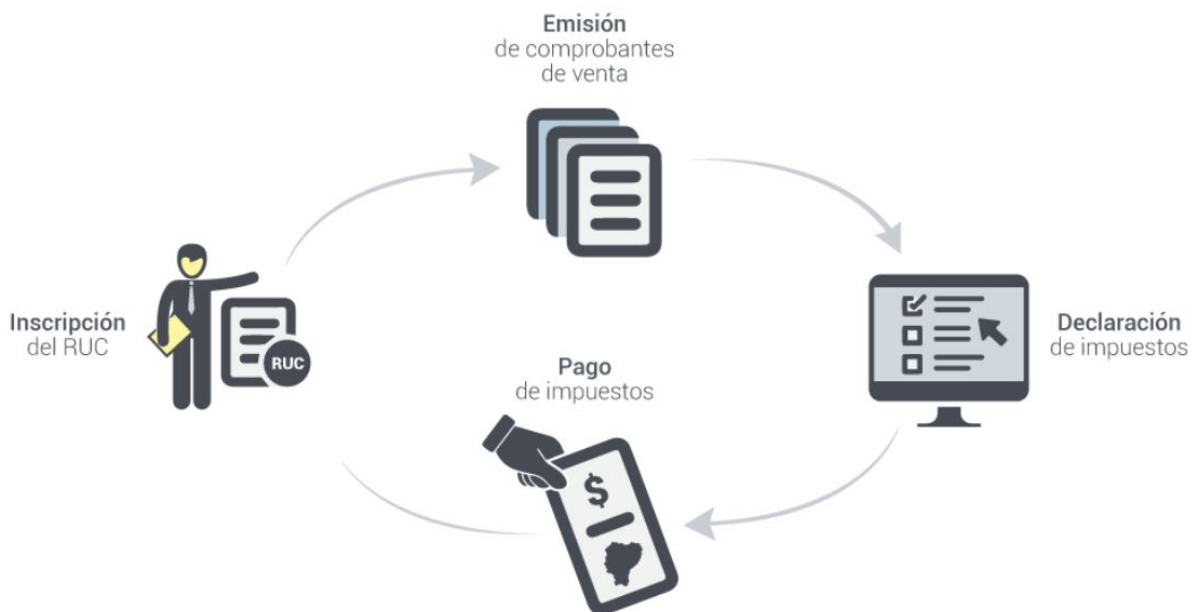 Emisión
de comprobantes
de venta
Inscripción
del RUC
RUC
Declaración
de impuestos
Pago
de impuestos
$